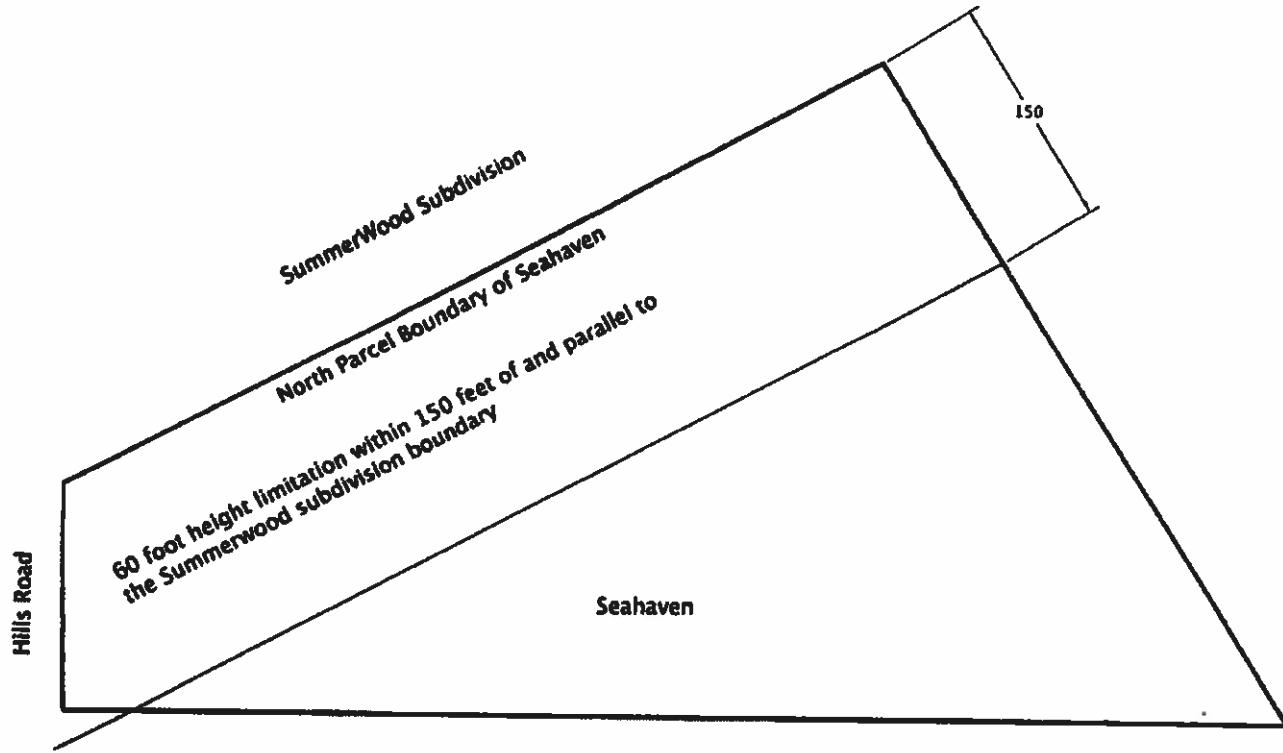 150
SummerWood Subdivision
North Parcel Boundary of Seahaven
60 foot height limitation within 150 feet of and parallel to
the Summerwood subdivision boundary
Hills Road
Seahaven